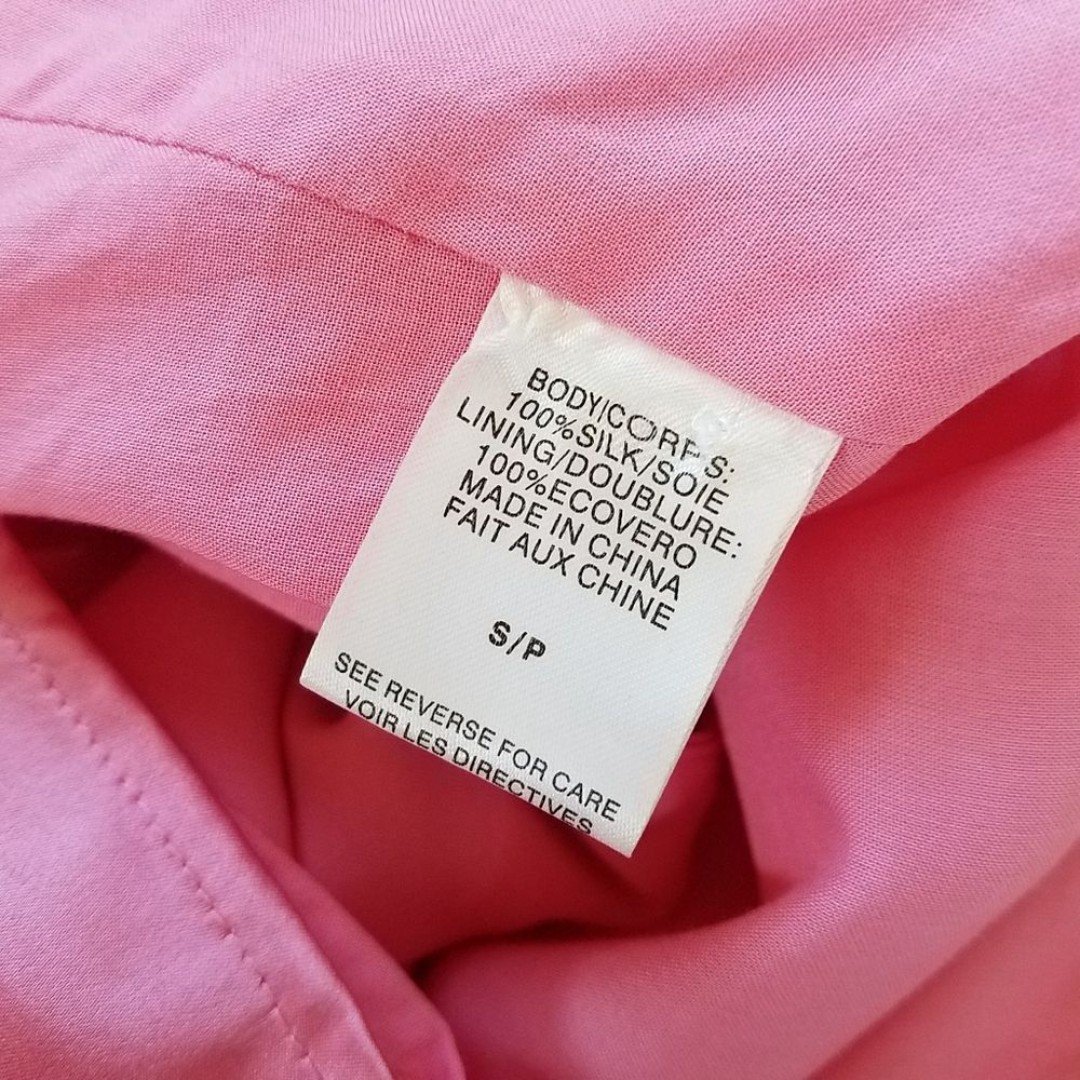 BODY/CORPS:
100%SILK/SOIE
LINING/DOUBLURE:
100%ECOVERO
MADE IN CHINA
FAIT AUX CHINE
S/P
SEE REVERSE FOR CARE
VOIR LES DIRECTIVES